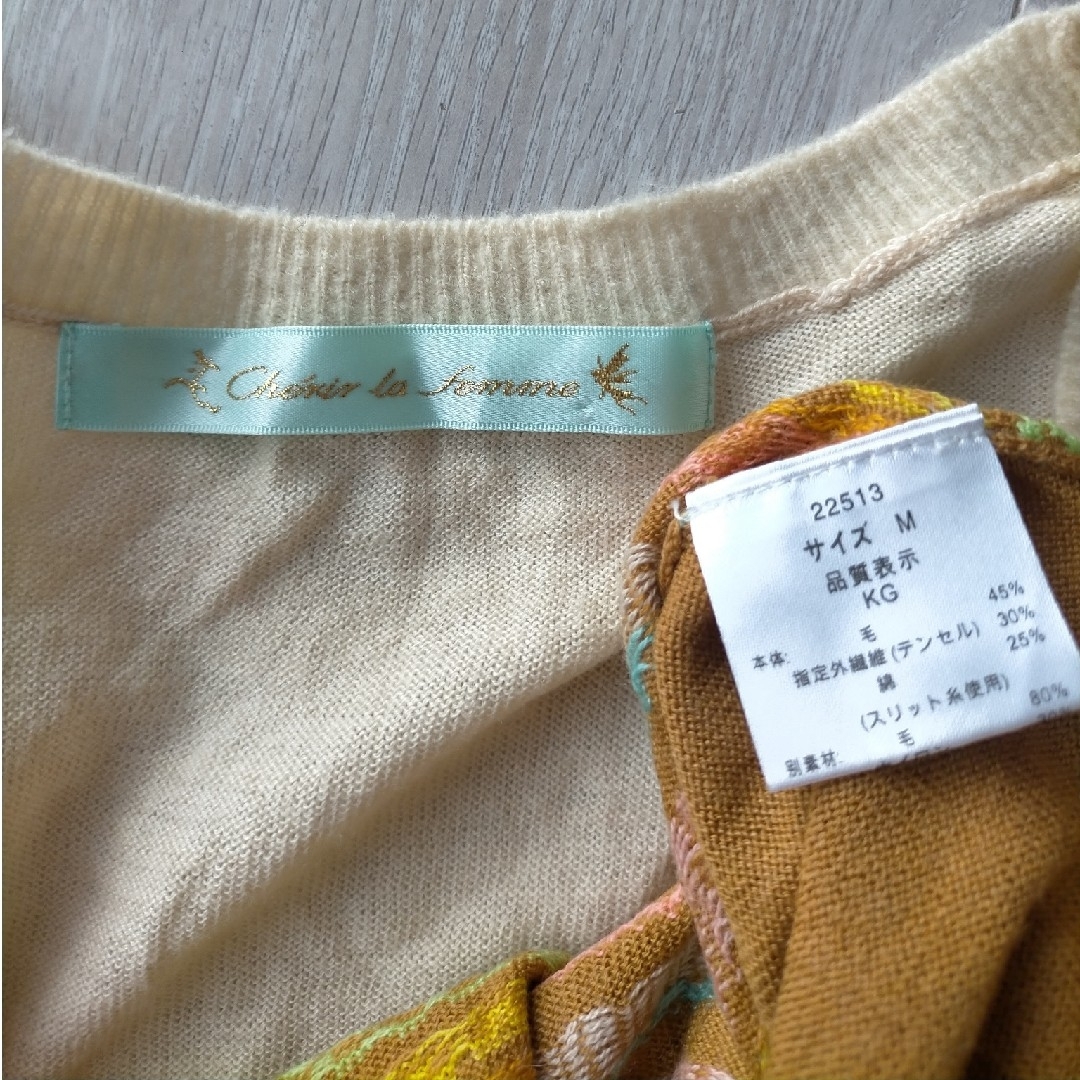 Chérir la femme
22513
サイズ M
品質表示
KG
本体: 毛 45%
指定外繊維(テンセル) 30%
綿 25%
(スリット糸使用)
別素材: 毛 80%